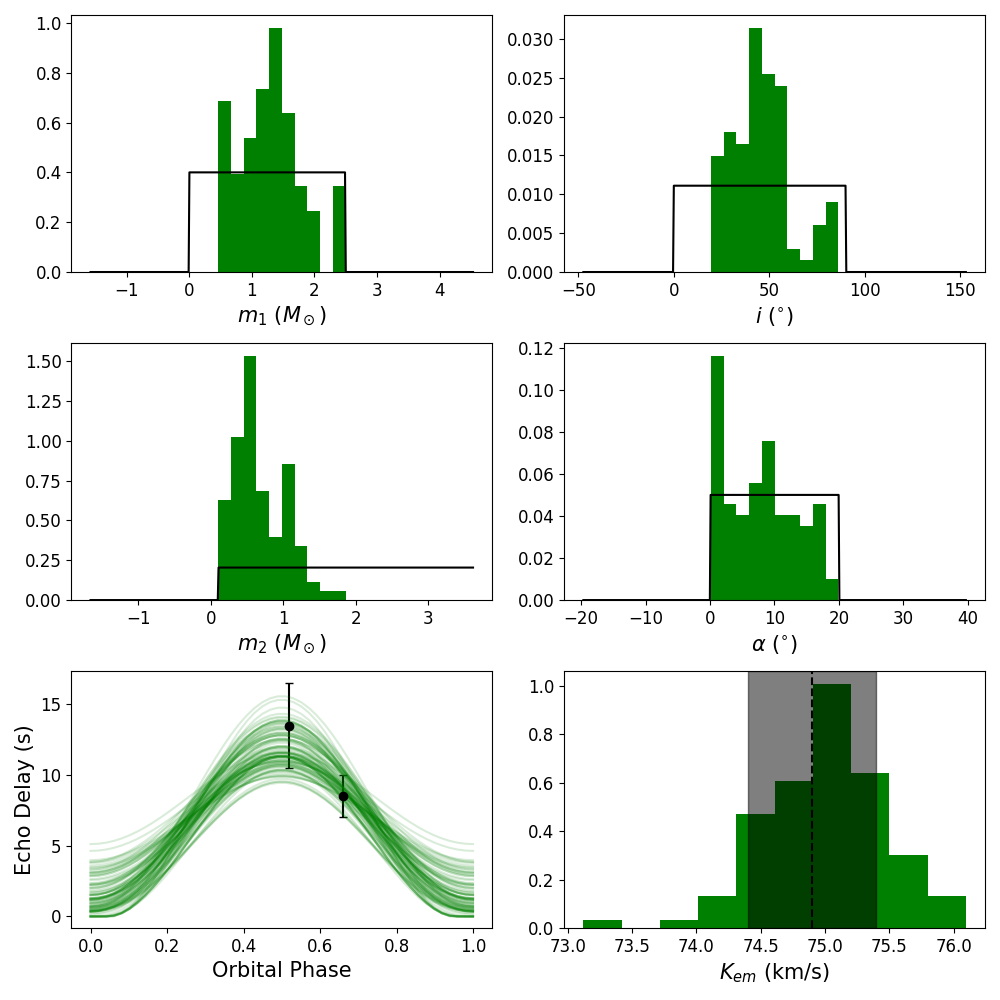 1.0
0.8
0.6
0.4
0.2
0.0
−1 0 1 2 3 4
m₁ (M⊙)
0.030
0.025
0.020
0.015
0.010
0.005
0.000
−50 0 50 100 150
i (°)
1.50
1.25
1.00
0.75
0.50
0.25
0.00
−1 0 1 2 3
m₂ (M⊙)
0.12
0.10
0.08
0.06
0.04
0.02
0.00
−20 −10 0 10 20 30 40
α (°)
Echo Delay (s)
15
10
5
0
0.0 0.2 0.4 0.6 0.8 1.0
Orbital Phase
1.0
0.8
0.6
0.4
0.2
0.0
73.0 73.5 74.0 74.5 75.0 75.5 76.0
Kₑₘ (km/s)